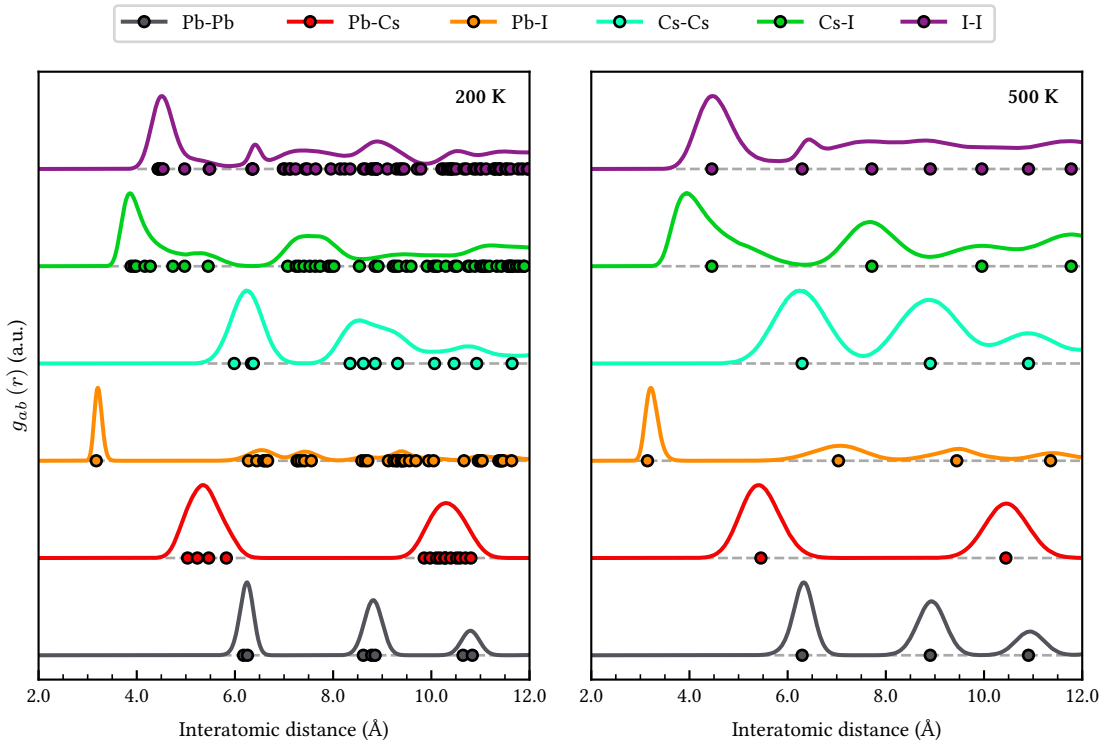 Pb-Pb Pb-Cs Pb-I Cs-Cs Cs-I I-I
200 K
500 K
g_ab (r) (a.u.)
2.0 4.0 6.0 8.0 10.0 12.0
2.0 4.0 6.0 8.0 10.0 12.0
Interatomic distance (Å)
Interatomic distance (Å)